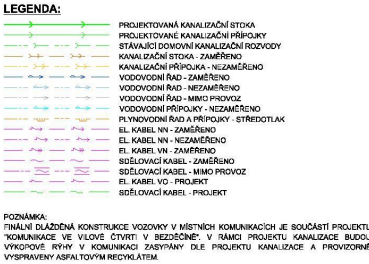 LEGENDA:
PROJEKTOVANÁ KANALIZAČNÍ STOKA
PROJEKTOVANÉ KANALIZAČNÍ PŘÍPOJKY
STÁVAJÍCÍ DOMOVNÍ KANALIZAČNÍ ROZVODY
KANALIZAČNÍ STOKA - ZAMĚŘENO
KANALIZAČNÍ PŘÍPOJKA - NEZAMĚŘENO
VODOVODNÍ ŘAD - ZAMĚŘENO
VODOVODNÍ ŘAD - NEZAMĚŘENO
VODOVODNÍ ŘAD - MIMO PROVOZ
VODOVODNÍ PŘÍPOJKY - NEZAMĚŘENO
PLYNOVODNÍ ŘAD A PŘÍPOJKY - STŘEDOTLAK
EL. KABEL NN - ZAMĚŘENO
EL. KABEL NN - NEZAMĚŘENO
EL. KABEL VN - ZAMĚŘENO
SDĚLOVACÍ KABEL - ZAMĚŘENO
SDĚLOVACÍ KABEL - MIMO PROVOZ
EL. KABEL VO - PROJEKT
SDĚLOVACÍ KABEL - PROJEKT
POZNÁMKA:
FINÁLNÍ DLÁŽDĚNÁ KONSTRUKCE VOZOVKY V MÍSTNÍCH KOMUNIKACÍCH JE SOUČÁSTÍ PROJEKTU
"KOMUNIKACE VE VILOVÉ ČTVRTI V BEZDĚČÍNĚ". V RÁMCI PROJEKTU KANALIZACE BUDOU
VÝKOPOVÉ RÝHY V KOMUNIKACI ZASYPÁNY DLE PROJEKTU KANALIZACE A PROVIZORNĚ
VYSPRAVENY ASFALTOVÝM RECYKLÁTEM.